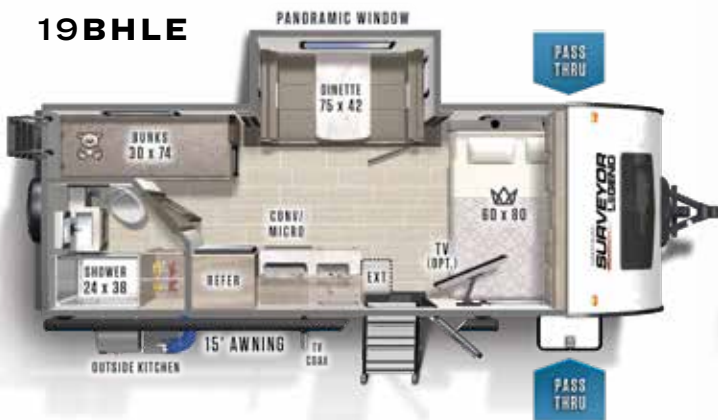 19BHLE
PANORAMIC WINDOW
PASS
THRU
DINETTE
75 x 42
BUNKS
30 x 74
60 x 80
SURVEYOR
LEGEND
CONV/
MICRO
TV
(OPT.)
SHOWER
24 x 38
REFER
EXT
15' AWNING
TV
COAX
OUTSIDE KITCHEN
PASS
THRU